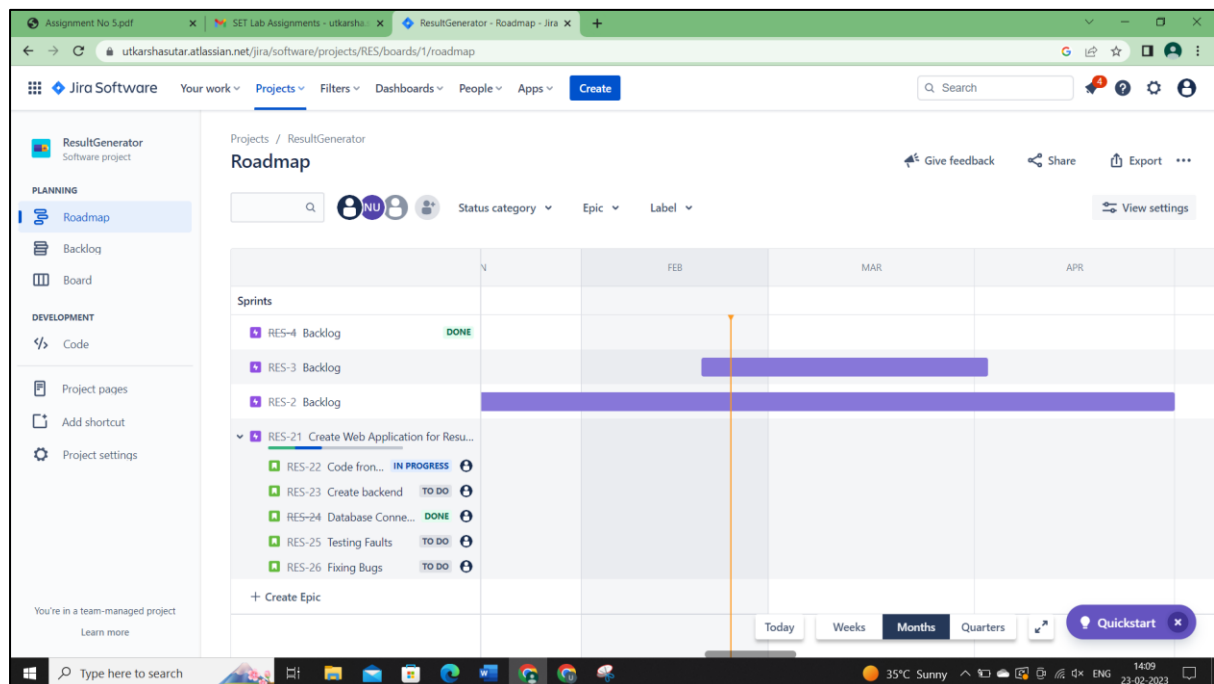 Assignment No 5.pdf
SET Lab Assignments - utkarsha.s
ResultGenerator - Roadmap - Jira
utkarshasutar.atlassian.net/jira/software/projects/RES/boards/1/roadmap
Jira Software
Your work
Projects
Filters
Dashboards
People
Apps
Create
Search
4
ResultGenerator
Software project
PLANNING
Roadmap
Backlog
Board
DEVELOPMENT
Code
Project pages
Add shortcut
Project settings
You're in a team-managed project
Learn more
Projects / ResultGenerator
Roadmap
Give feedback
Share
Export
NU
Status category
Epic
Label
View settings
N
FEB
MAR
APR
Sprints
RES-4 Backlog DONE
RES-3 Backlog
RES-2 Backlog
RES-21 Create Web Application for Resu...
RES-22 Code fron... IN PROGRESS
RES-23 Create backend TO DO
RES-24 Database Conne... DONE
RES-25 Testing Faults TO DO
RES-26 Fixing Bugs TO DO
+ Create Epic
Today
Weeks
Months
Quarters
Quickstart
Type here to search
35°C Sunny
ENG
14:09
23-02-2023